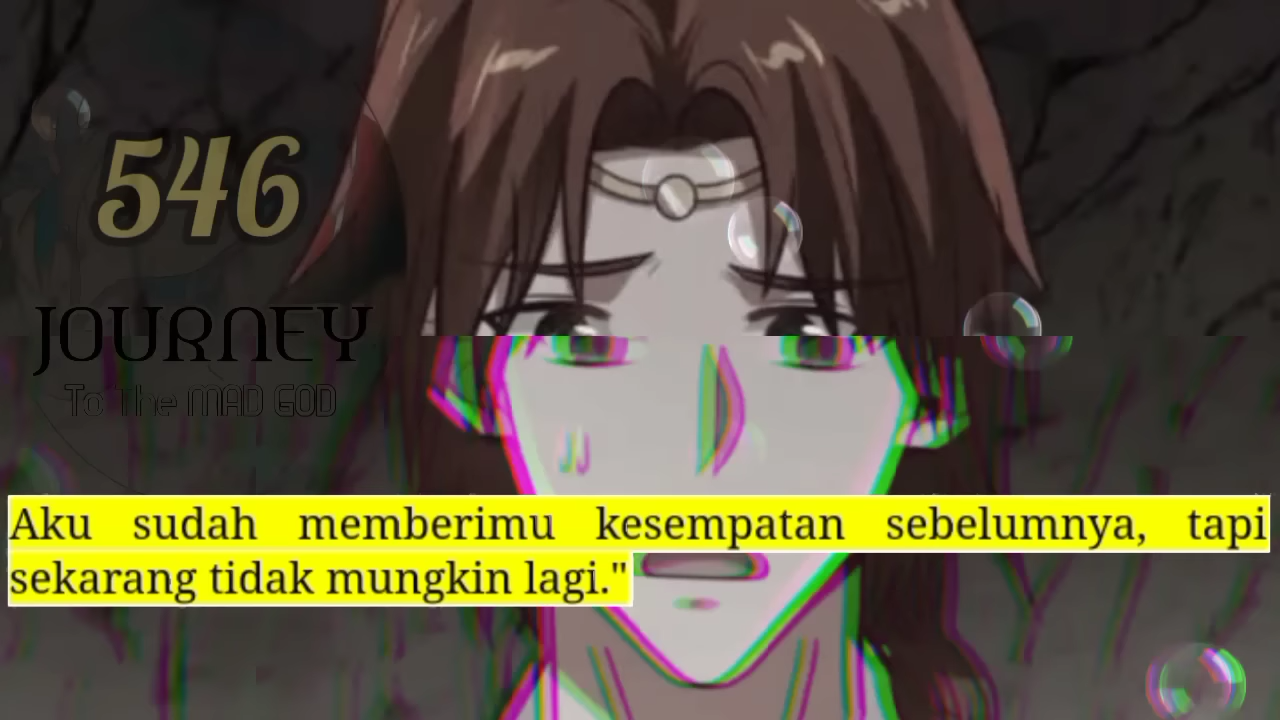 546
JOURNEY
To The MAD GOD
Aku sudah memberimu kesempatan sebelumnya, tapi
sekarang tidak mungkin lagi."